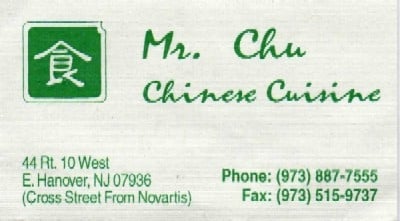 食
Mr. Chu
Chinese Cuisine
44 Rt. 10 West
E. Hanover, NJ 07936
(Cross Street From Novartis)
Phone: (973) 887-7555
Fax: (973) 515-9737